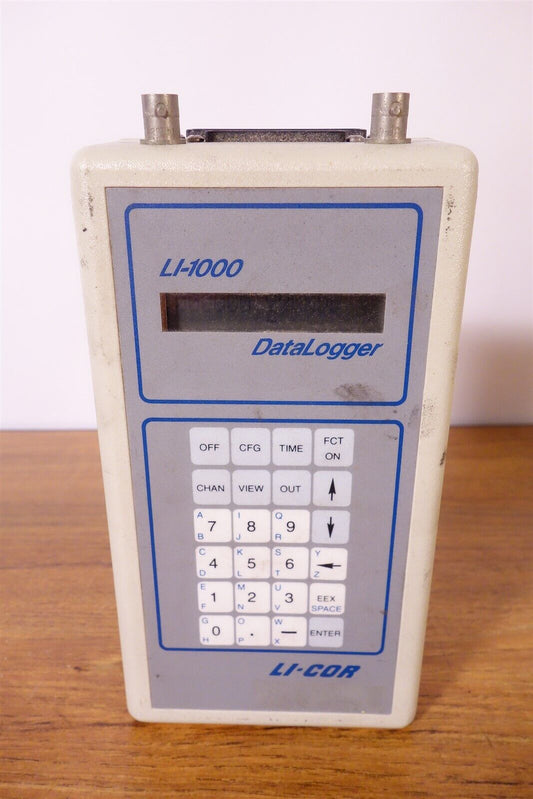 LI-1000
DataLogger
OFF CFG TIME FCT ON
CHAN VIEW OUT ↑
A 7 B I 8 J Q 9 R ↓
C 4 D K 5 L S 6 T Y ← Z
E 1 F M 2 N U 3 V EEX SPACE
G 0 H O . P W — X ENTER
LI-COR